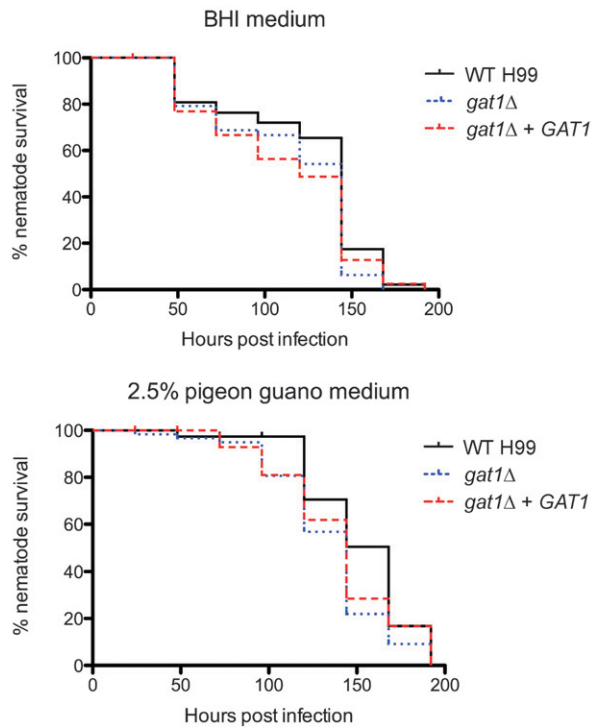 BHI medium
100
80
60
40
20
0
% nematode survival
0 50 100 150 200
Hours post infection
WT H99
gat1Δ
gat1Δ + GAT1
2.5% pigeon guano medium
100
80
60
40
20
0
% nematode survival
0 50 100 150 200
Hours post infection
WT H99
gat1Δ
gat1Δ + GAT1